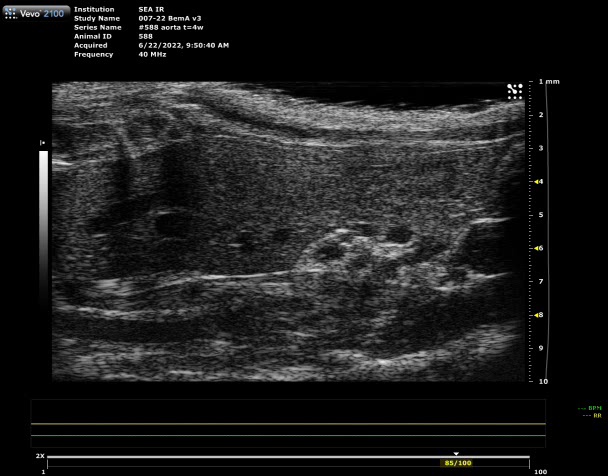 Vevo 2100
Institution SEA IR
Study Name 007-22 BemA v3
Series Name #588 aorta t=4w
Animal ID 588
Acquired 6/22/2022, 9:50:40 AM
Frequency 40 MHz
1 mm
2
3
4
5
6
7
8
9
10
--- BPM
--- RR
2X
85/100
1
100